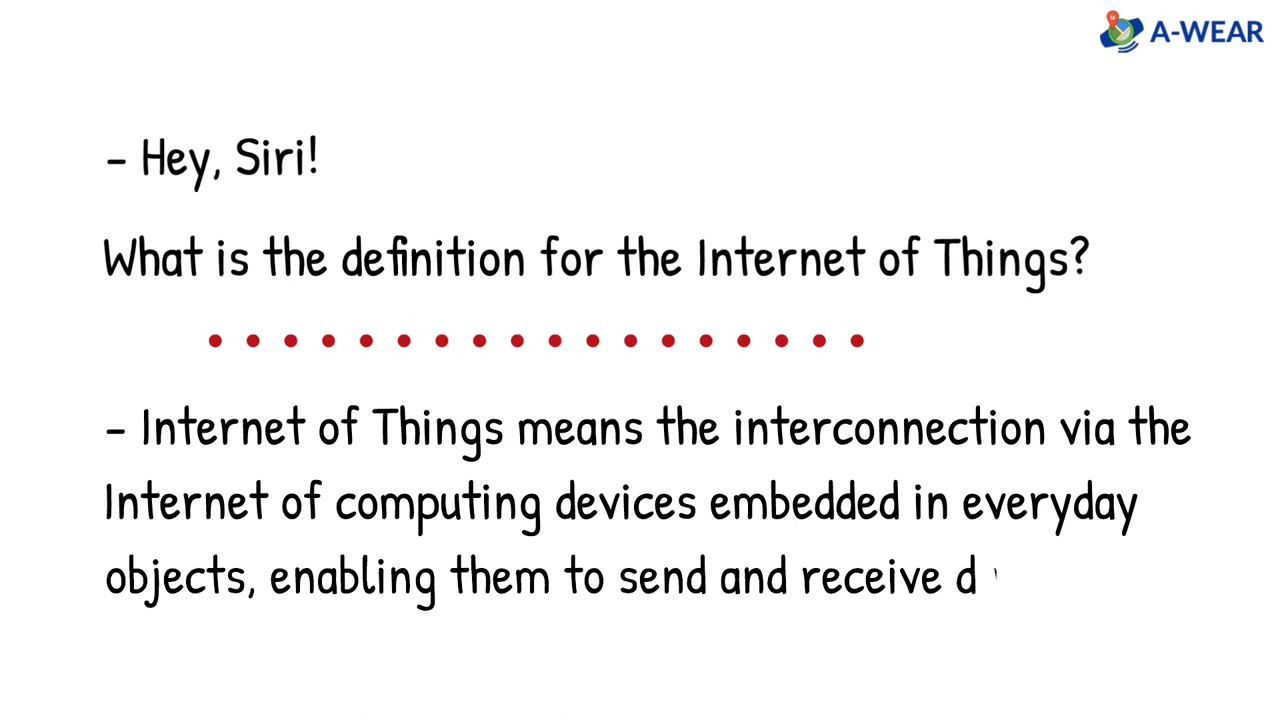 A-WEAR
- Hey, Siri!
What is the definition for the Internet of Things?
- Internet of Things means the interconnection via the
Internet of computing devices embedded in everyday
objects, enabling them to send and receive d